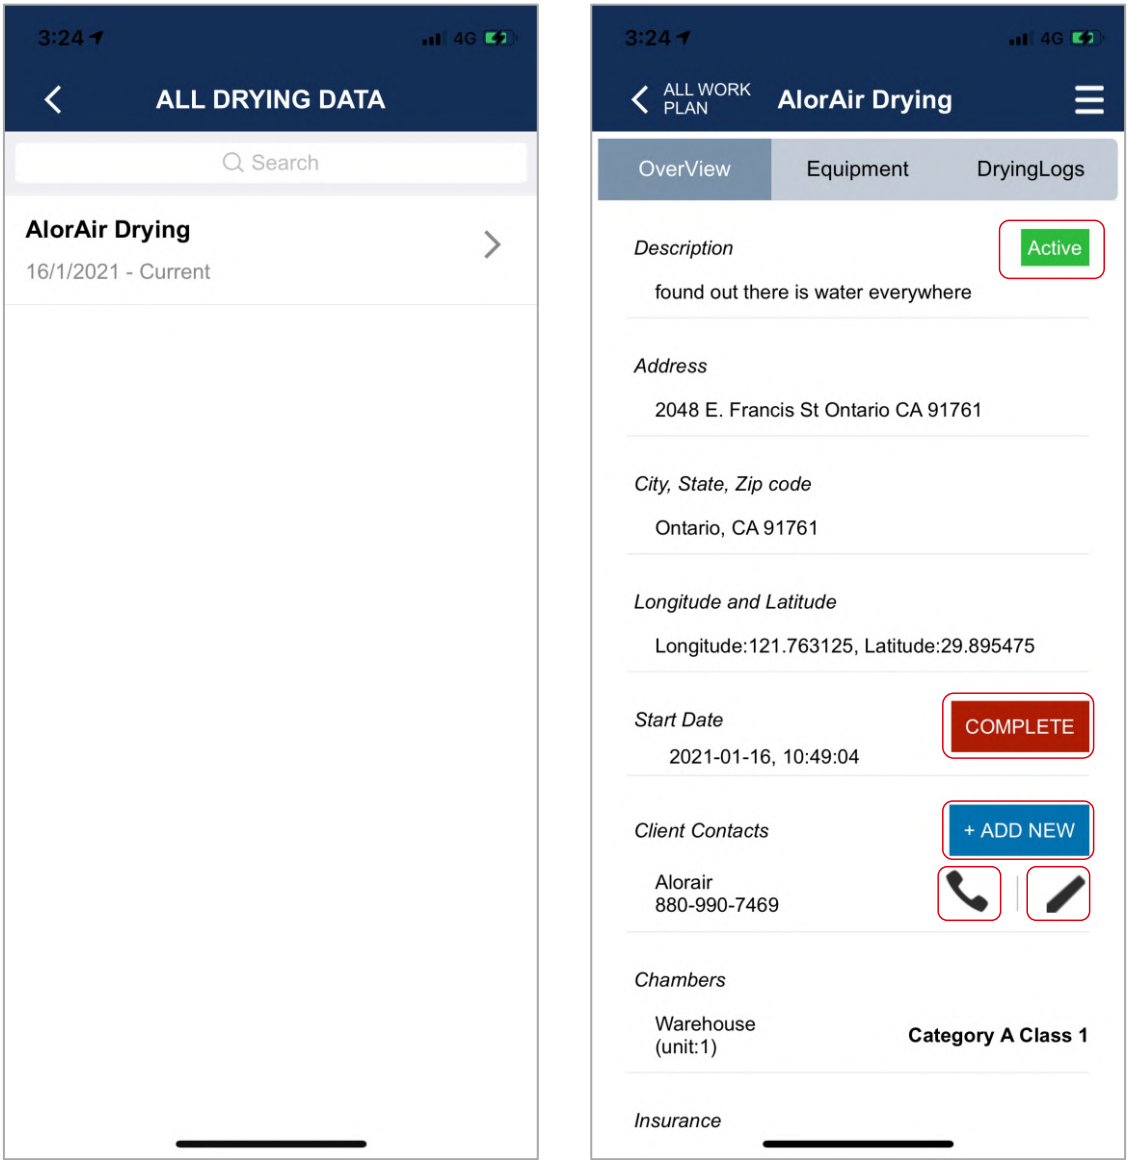 3:24
4G
ALL DRYING DATA
Search
AlorAir Drying
16/1/2021 - Current
3:24
4G
ALL WORK
PLAN
AlorAir Drying
OverView
Equipment
DryingLogs
Description
Active
found out there is water everywhere
Address
2048 E. Francis St Ontario CA 91761
City, State, Zip code
Ontario, CA 91761
Longitude and Latitude
Longitude:121.763125, Latitude:29.895475
Start Date
COMPLETE
2021-01-16, 10:49:04
Client Contacts
+ ADD NEW
Alorair
880-990-7469
Chambers
Warehouse
(unit:1)
Category A Class 1
Insurance